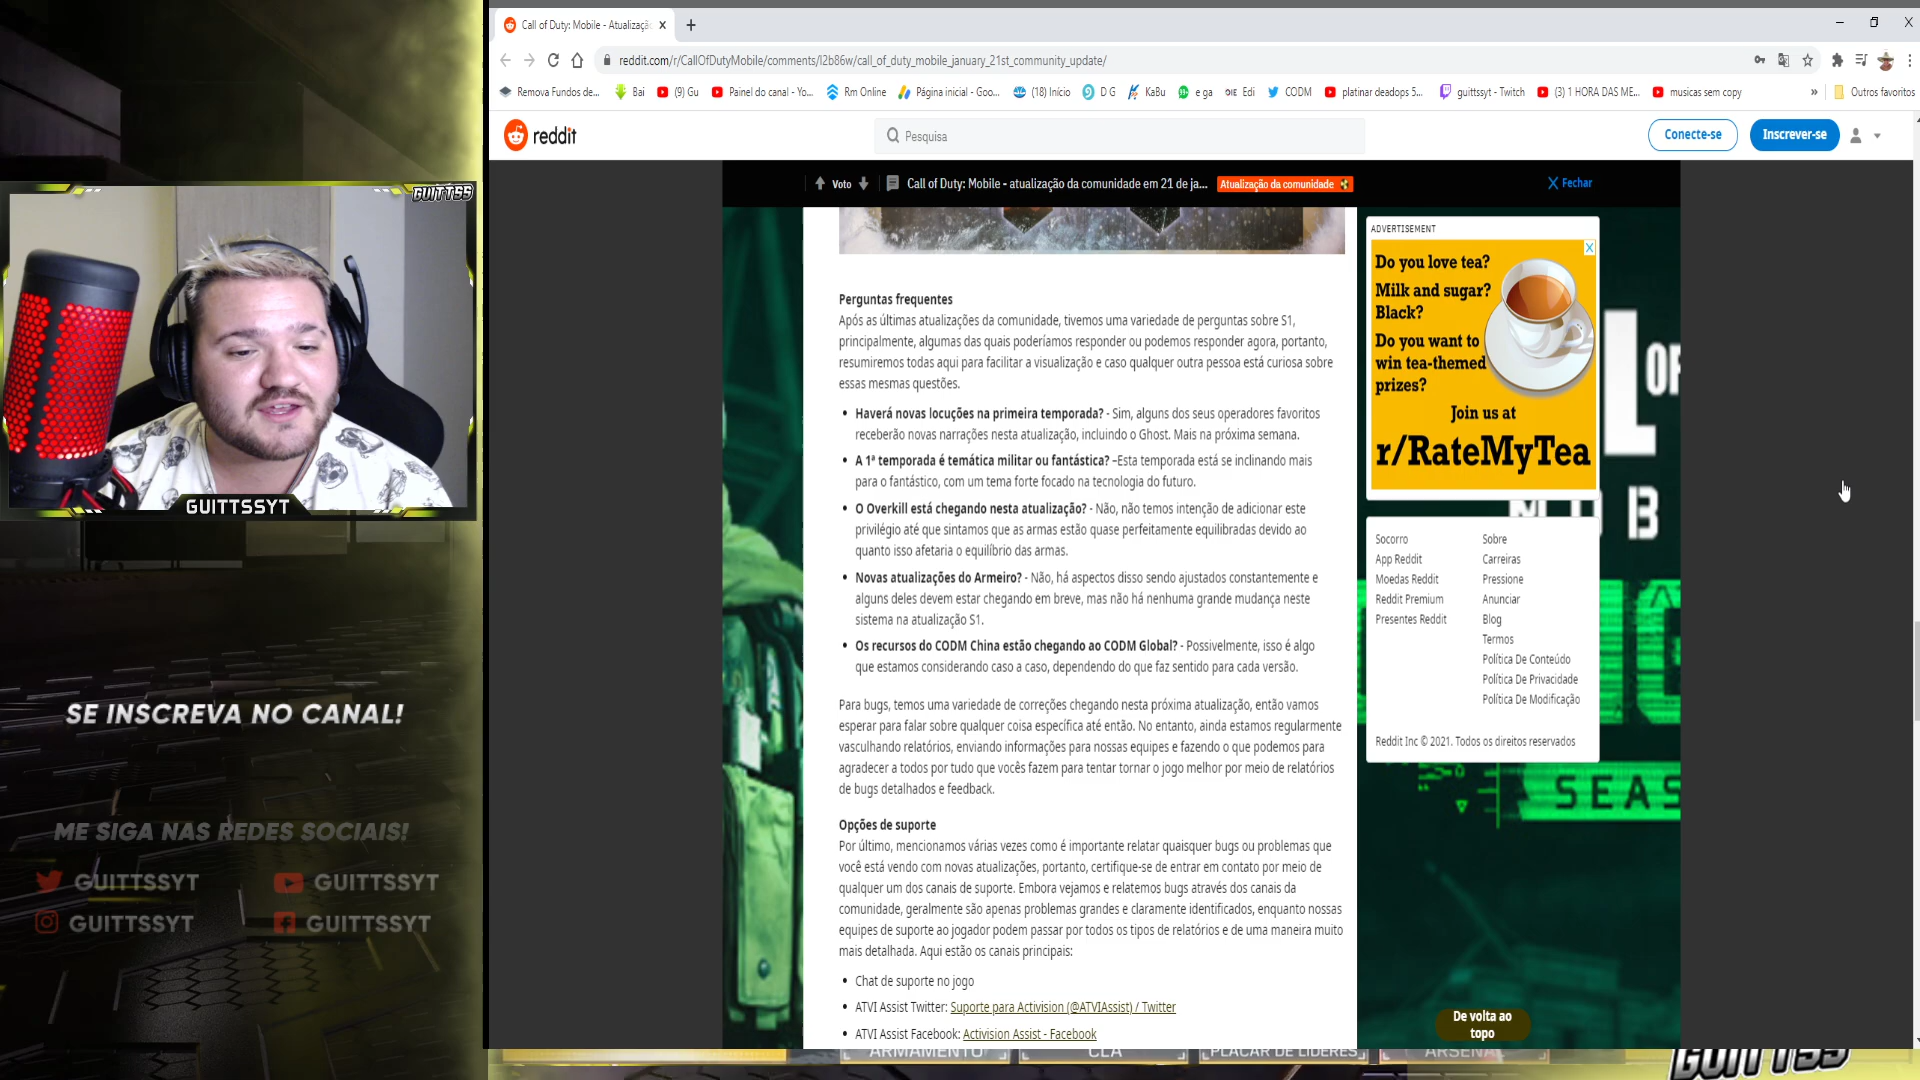 Call of Duty: Mobile - Atualizaçã
reddit.com/r/CallOfDutyMobile/comments/l2b86w/call_of_duty_mobile_january_21st_community_update/
Remova Fundos de... Bai (9) Gu Painel do canal - Yo... Rm Online Página inicial - Goo... (18) Início D G KaBu e ga Edi CODM platinar deadops 5... guittssyt - Twitch (3) 1 HORA DAS ME... musicas sem copy » Outros favoritos
reddit Pesquisa Conecte-se Inscrever-se
Voto Call of Duty: Mobile - atualização da comunidade em 21 de ja... Atualização da comunidade Fechar
GUITTSS
GUITTSSYT
SE INSCREVA NO CANAL!
ME SIGA NAS REDES SOCIAIS!
GUITTSSYT GUITTSSYT
GUITTSSYT GUITTSSYT
Perguntas frequentes
Após as últimas atualizações da comunidade, tivemos uma variedade de perguntas sobre S1,
principalmente, algumas das quais poderíamos responder ou podemos responder agora, portanto,
resumiremos todas aqui para facilitar a visualização e caso qualquer outra pessoa está curiosa sobre
essas mesmas questões.
• Haverá novas locuções na primeira temporada? - Sim, alguns dos seus operadores favoritos
receberão novas narrações nesta atualização, incluindo o Ghost. Mais na próxima semana.
• A 1ª temporada é temática militar ou fantástica? -Esta temporada está se inclinando mais
para o fantástico, com um tema forte focado na tecnologia do futuro.
• O Overkill está chegando nesta atualização? - Não, não temos intenção de adicionar este
privilégio até que sintamos que as armas estão quase perfeitamente equilibradas devido ao
quanto isso afetaria o equilíbrio das armas.
• Novas atualizações do Armeiro? - Não, há aspectos disso sendo ajustados constantemente e
alguns deles devem estar chegando em breve, mas não há nenhuma grande mudança neste
sistema na atualização S1.
• Os recursos do CODM China estão chegando ao CODM Global? - Possivelmente, isso é algo
que estamos considerando caso a caso, dependendo do que faz sentido para cada versão.
Para bugs, temos uma variedade de correções chegando nesta próxima atualização, então vamos
esperar para falar sobre qualquer coisa específica até então. No entanto, ainda estamos regularmente
vasculhando relatórios, enviando informações para nossas equipes e fazendo o que podemos para
agradecer a todos por tudo que vocês fazem para tentar tornar o jogo melhor por meio de relatórios
de bugs detalhados e feedback.
Opções de suporte
Por último, mencionamos várias vezes como é importante relatar quaisquer bugs ou problemas que
você está vendo com novas atualizações, portanto, certifique-se de entrar em contato por meio de
qualquer um dos canais de suporte. Embora vejamos e relatemos bugs através dos canais da
comunidade, geralmente são apenas problemas grandes e claramente identificados, enquanto nossas
equipes de suporte ao jogador podem passar por todos os tipos de relatórios e de uma maneira muito
mais detalhada. Aqui estão os canais principais:
• Chat de suporte no jogo
• ATVI Assist Twitter: Suporte para Activision (@ATVIAssist) / Twitter
• ATVI Assist Facebook: Activision Assist - Facebook
ADVERTISEMENT
Do you love tea?
Milk and sugar?
Black?
Do you want to
win tea-themed
prizes?
Join us at
r/RateMyTea
Socorro Sobre
App Reddit Carreiras
Moedas Reddit Pressione
Reddit Premium Anunciar
Presentes Reddit Blog
Termos
Política De Conteúdo
Política De Privacidade
Política De Modificação
Reddit Inc © 2021. Todos os direitos reservados
L OF
M B
SEAS
De volta ao
topo
ARMAMENTO CLÃ PLACAR DE LÍDERES ARSENAL
GUITTSS